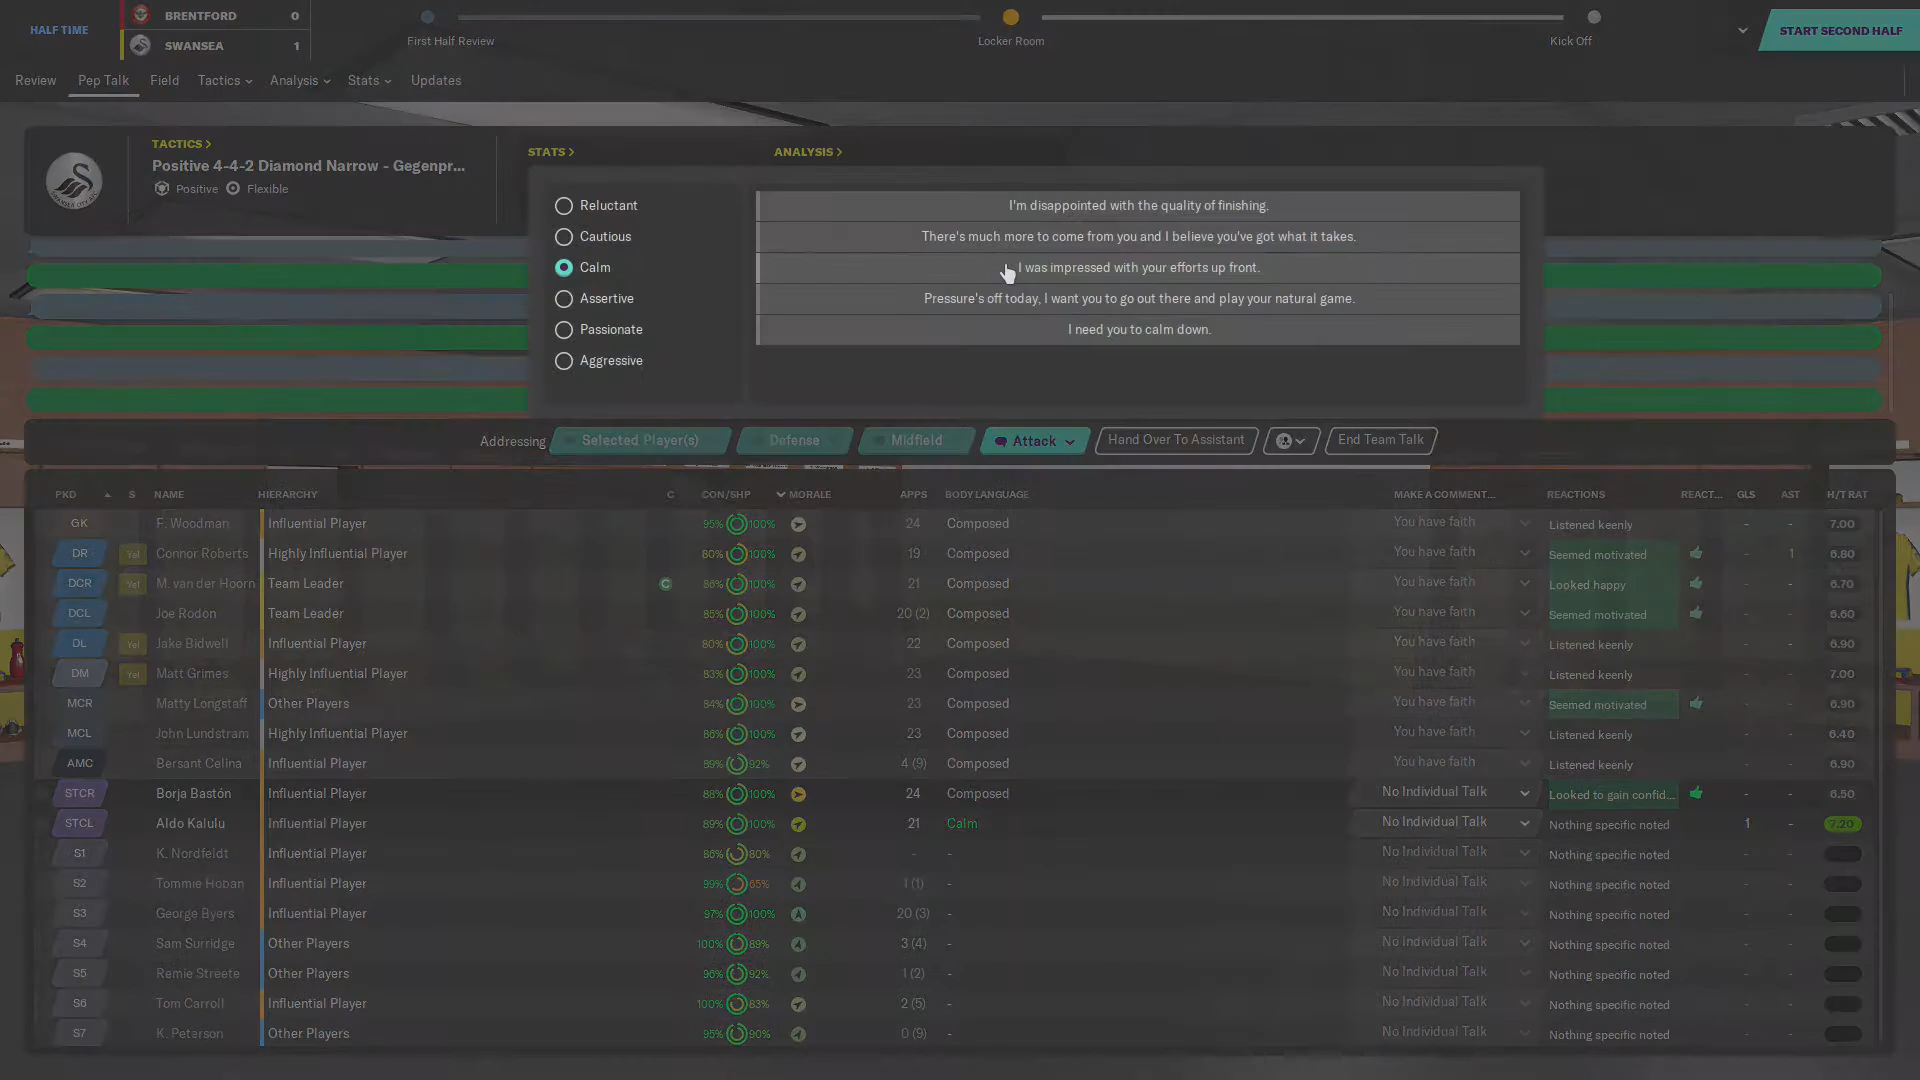 HALF TIME
BRENTFORD 0
SWANSEA 1
First Half Review
Locker Room
Kick Off
START SECOND HALF
Review Pep Talk Field Tactics Analysis Stats Updates
TACTICS >
Positive 4-4-2 Diamond Narrow - Gegenpr...
Positive Flexible
STATS >
ANALYSIS >
Reluctant
Cautious
Calm
Assertive
Passionate
Aggressive
I'm disappointed with the quality of finishing.
There's much more to come from you and I believe you've got what it takes.
I was impressed with your efforts up front.
Pressure's off today, I want you to go out there and play your natural game.
I need you to calm down.
Addressing Selected Player(s) Defense Midfield Attack Hand Over To Assistant End Team Talk
PKD S NAME HIERARCHY C CON/SHP MORALE APPS BODY LANGUAGE MAKE A COMMENT... REACTIONS REACT... GLS AST H/T RAT
GK F. Woodman Influential Player 95% 100% 24 Composed You have faith Listened keenly - - 7.00
DR Yel Connor Roberts Highly Influential Player 80% 100% 19 Composed You have faith Seemed motivated - 1 6.80
DCR Yel M. van der Hoorn Team Leader C 86% 100% 21 Composed You have faith Looked happy - - 6.70
DCL Joe Rodon Team Leader 85% 100% 20 (2) Composed You have faith Seemed motivated - - 6.60
DL Yel Jake Bidwell Influential Player 80% 100% 22 Composed You have faith Listened keenly - - 6.90
DM Yel Matt Grimes Highly Influential Player 83% 100% 23 Composed You have faith Listened keenly - - 7.00
MCR Matty Longstaff Other Players 84% 100% 23 Composed You have faith Seemed motivated - - 6.90
MCL John Lundstram Highly Influential Player 86% 100% 23 Composed You have faith Listened keenly - - 6.40
AMC Bersant Celina Influential Player 89% 92% 4 (9) Composed You have faith Listened keenly - - 6.90
STCR Borja Bastón Influential Player 88% 100% 24 Composed No Individual Talk Looked to gain confid... - - 6.50
STCL Aldo Kalulu Influential Player 89% 100% 21 Calm No Individual Talk Nothing specific noted 1 - 7.20
S1 K. Nordfeldt Influential Player 86% 80% - - No Individual Talk Nothing specific noted - -
S2 Tommie Hoban Influential Player 99% 65% 1 (1) - No Individual Talk Nothing specific noted - -
S3 George Byers Influential Player 97% 100% 20 (3) - No Individual Talk Nothing specific noted - -
S4 Sam Surridge Other Players 100% 89% 3 (4) - No Individual Talk Nothing specific noted - -
S5 Remie Streete Other Players 96% 92% 1 (2) - No Individual Talk Nothing specific noted - -
S6 Tom Carroll Influential Player 100% 83% 2 (5) - No Individual Talk Nothing specific noted - -
S7 K. Peterson Other Players 95% 90% 0 (9) - No Individual Talk Nothing specific noted - -